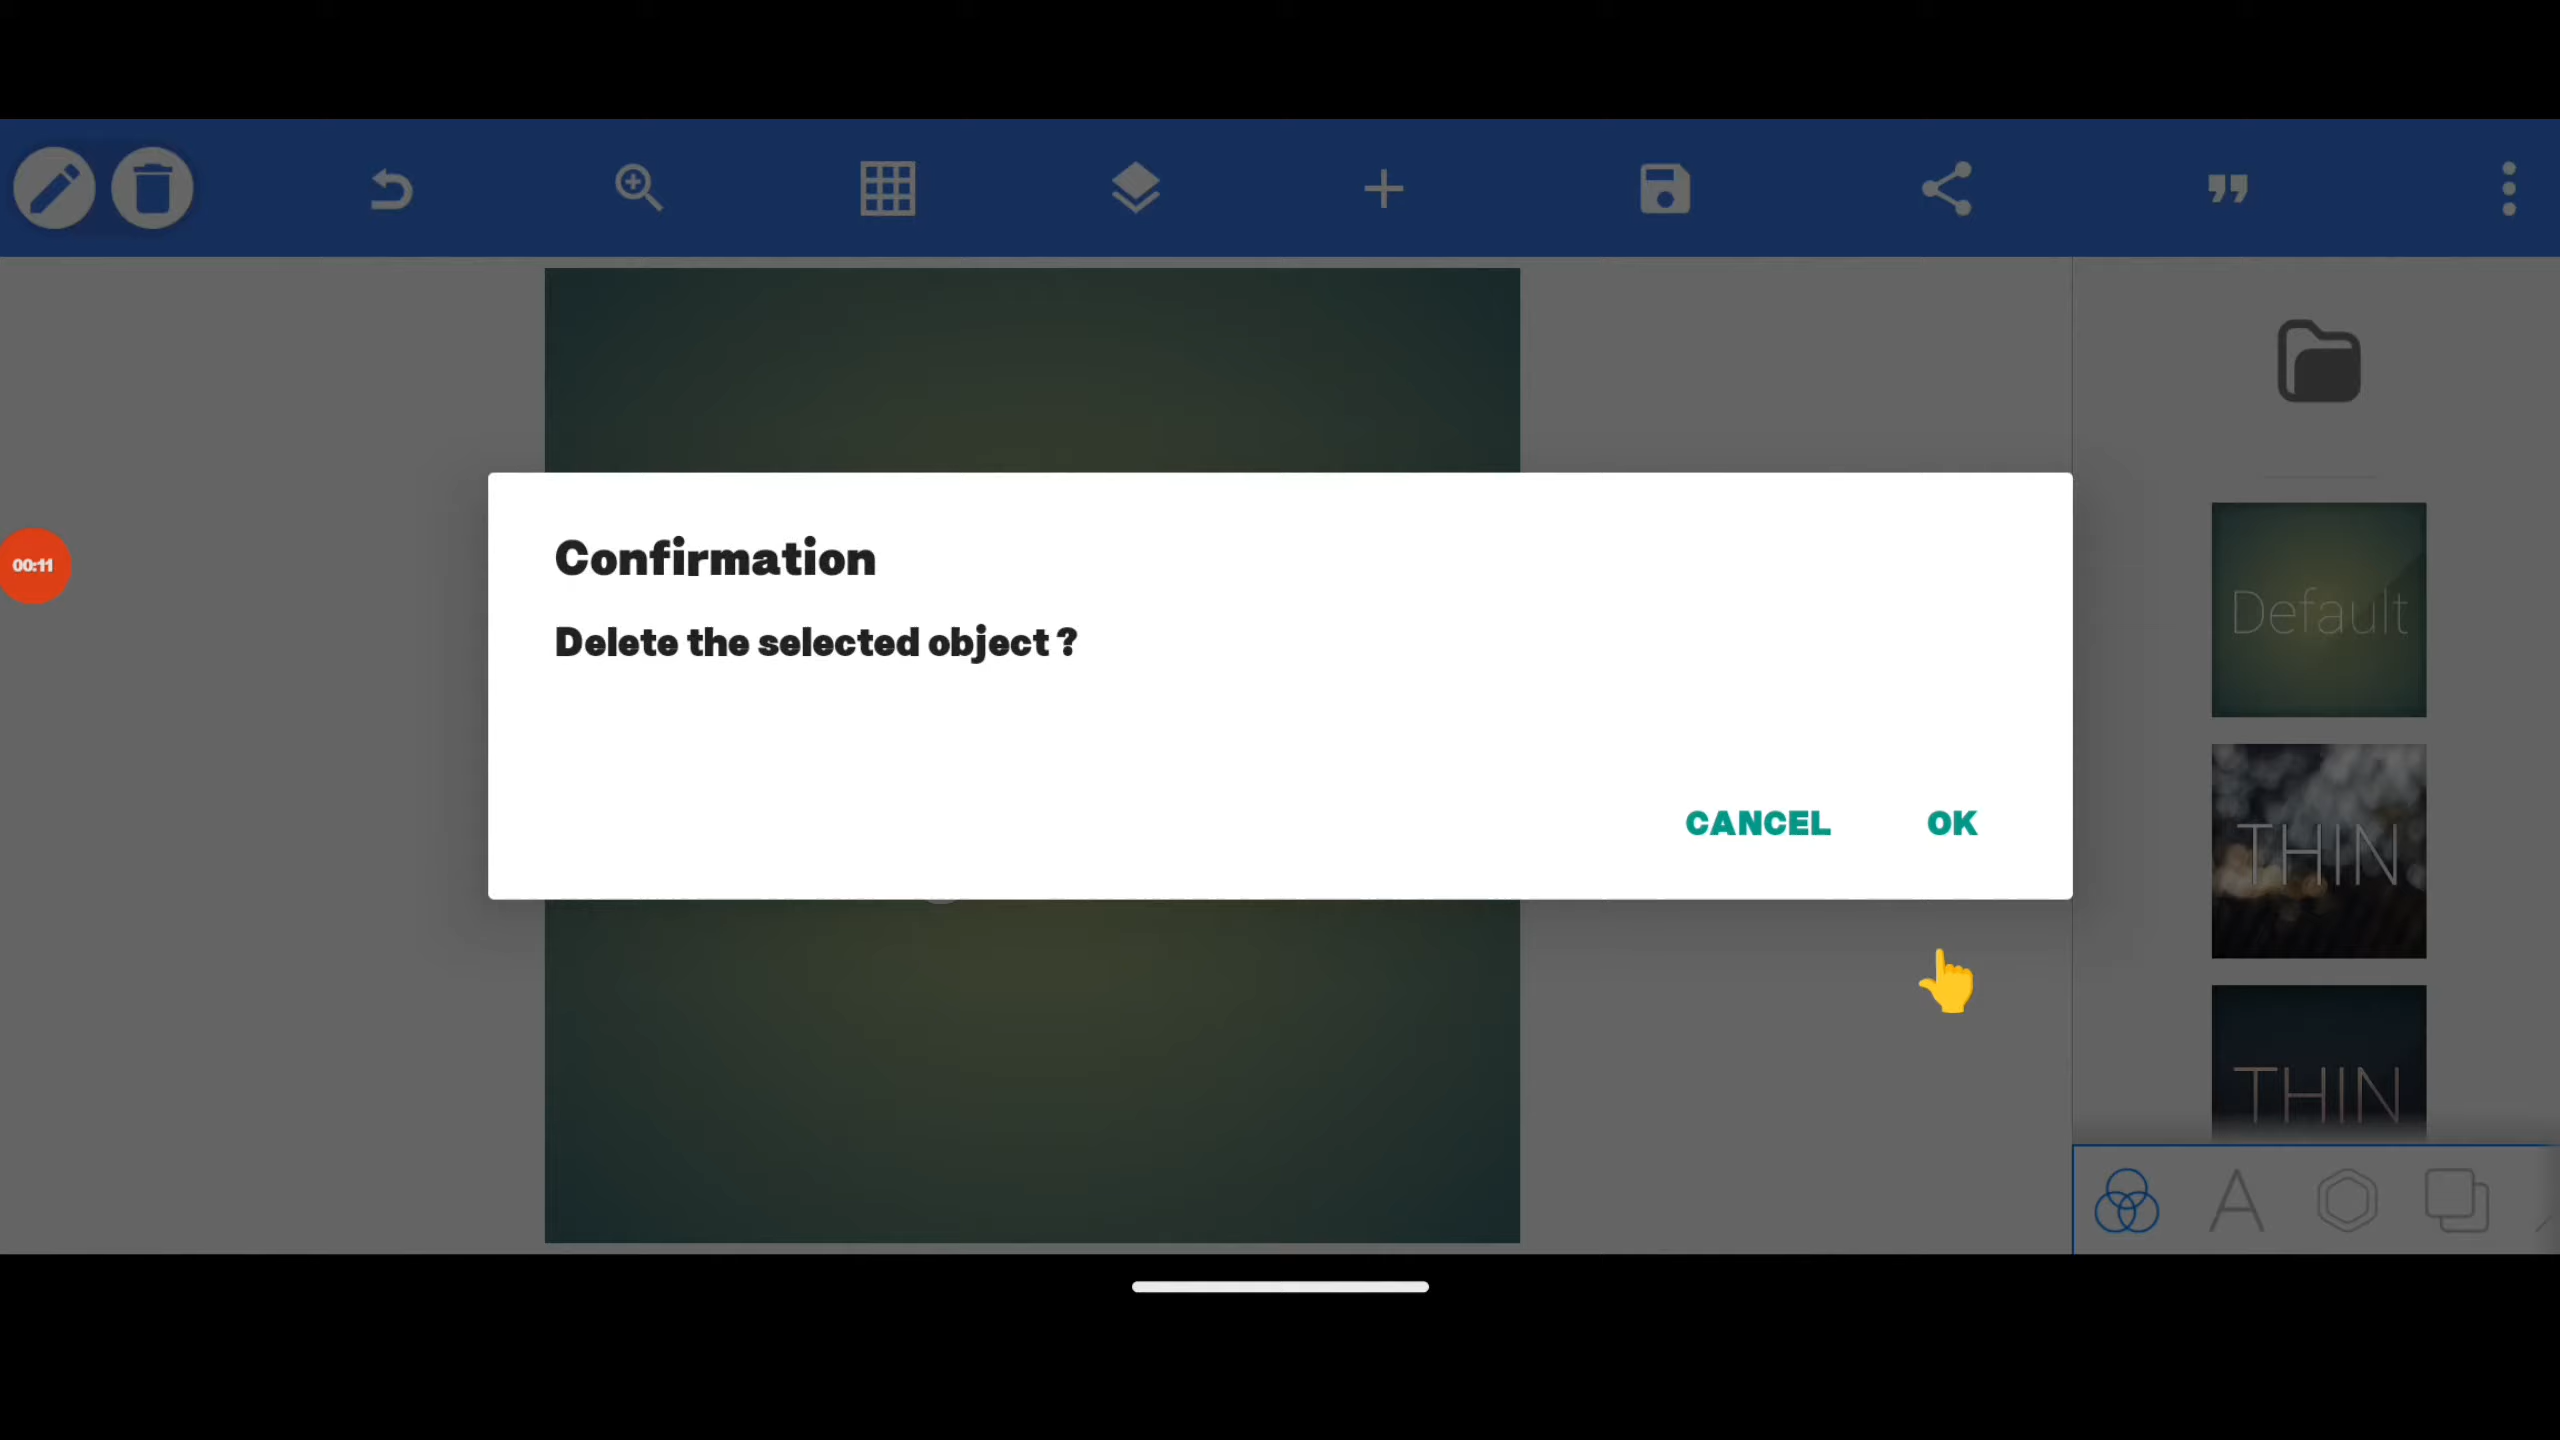 00:11
Confirmation
Delete the selected object ?
CANCEL OK
Default
THIN
THIN